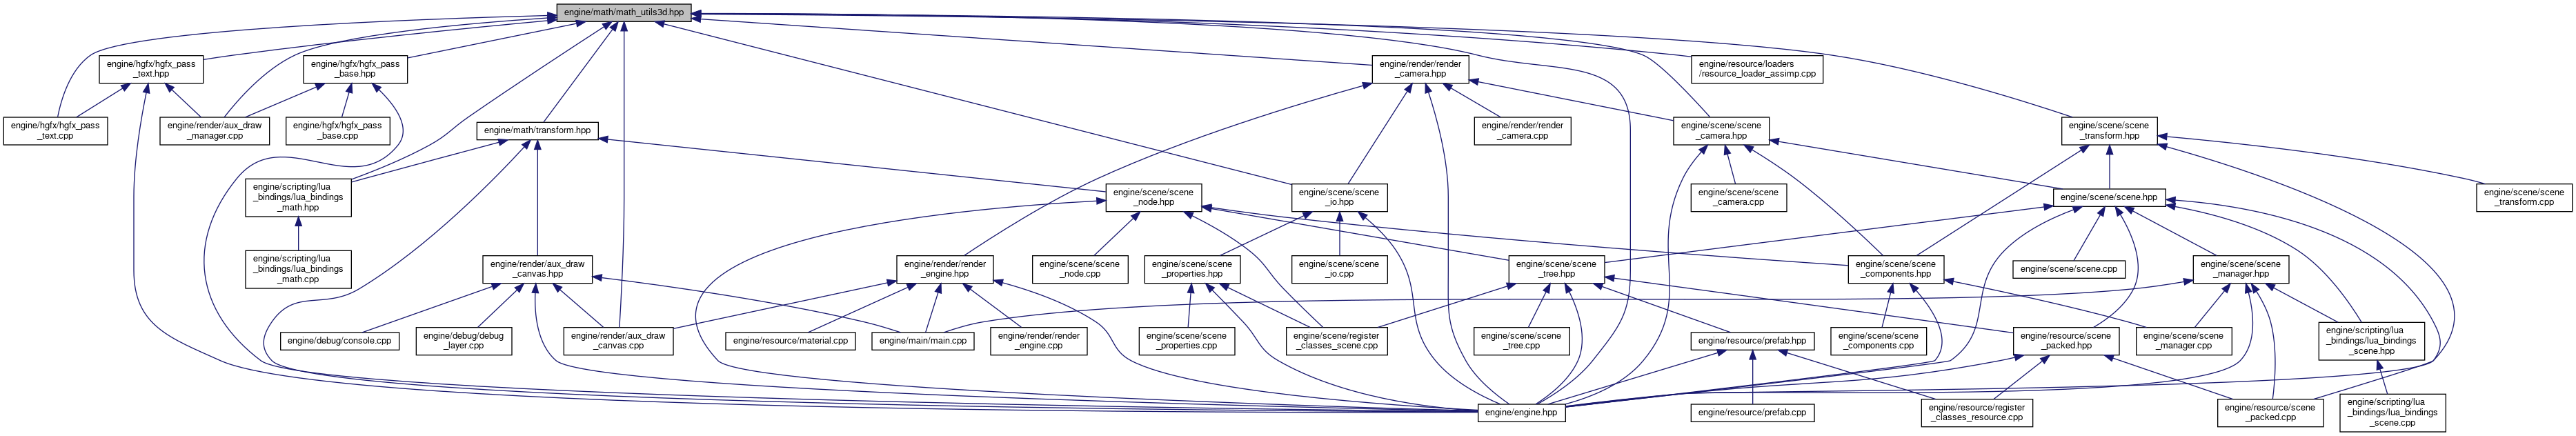 engine/math/math_utils3d.hpp
engine/hgfx/hgfx_pass
_text.hpp
engine/hgfx/hgfx_pass
_base.hpp
engine/render/render
_camera.hpp
engine/resource/loaders
/resource_loader_assimp.cpp
engine/hgfx/hgfx_pass
_text.cpp
engine/render/aux_draw
_manager.cpp
engine/hgfx/hgfx_pass
_base.cpp
engine/math/transform.hpp
engine/render/render
_camera.cpp
engine/scene/scene
_camera.hpp
engine/scene/scene
_transform.hpp
engine/scripting/lua
_bindings/lua_bindings
_math.hpp
engine/scene/scene
_node.hpp
engine/scene/scene
_io.hpp
engine/scene/scene
_camera.cpp
engine/scene/scene.hpp
engine/scene/scene
_transform.cpp
engine/scripting/lua
_bindings/lua_bindings
_math.cpp
engine/render/aux_draw
_canvas.hpp
engine/render/render
_engine.hpp
engine/scene/scene
_node.cpp
engine/scene/scene
_properties.hpp
engine/scene/scene
_io.cpp
engine/scene/scene
_tree.hpp
engine/scene/scene
_components.hpp
engine/scene/scene.cpp
engine/scene/scene
_manager.hpp
engine/debug/console.cpp
engine/debug/debug
_layer.cpp
engine/render/aux_draw
_canvas.cpp
engine/resource/material.cpp
engine/main/main.cpp
engine/render/render
_engine.cpp
engine/scene/scene
_properties.cpp
engine/scene/register
_classes_scene.cpp
engine/scene/scene
_tree.cpp
engine/resource/prefab.hpp
engine/scene/scene
_components.cpp
engine/resource/scene
_packed.hpp
engine/scene/scene
_manager.cpp
engine/scripting/lua
_bindings/lua_bindings
_scene.hpp
engine/engine.hpp
engine/resource/prefab.cpp
engine/resource/register
_classes_resource.cpp
engine/resource/scene
_packed.cpp
engine/scripting/lua
_bindings/lua_bindings
_scene.cpp